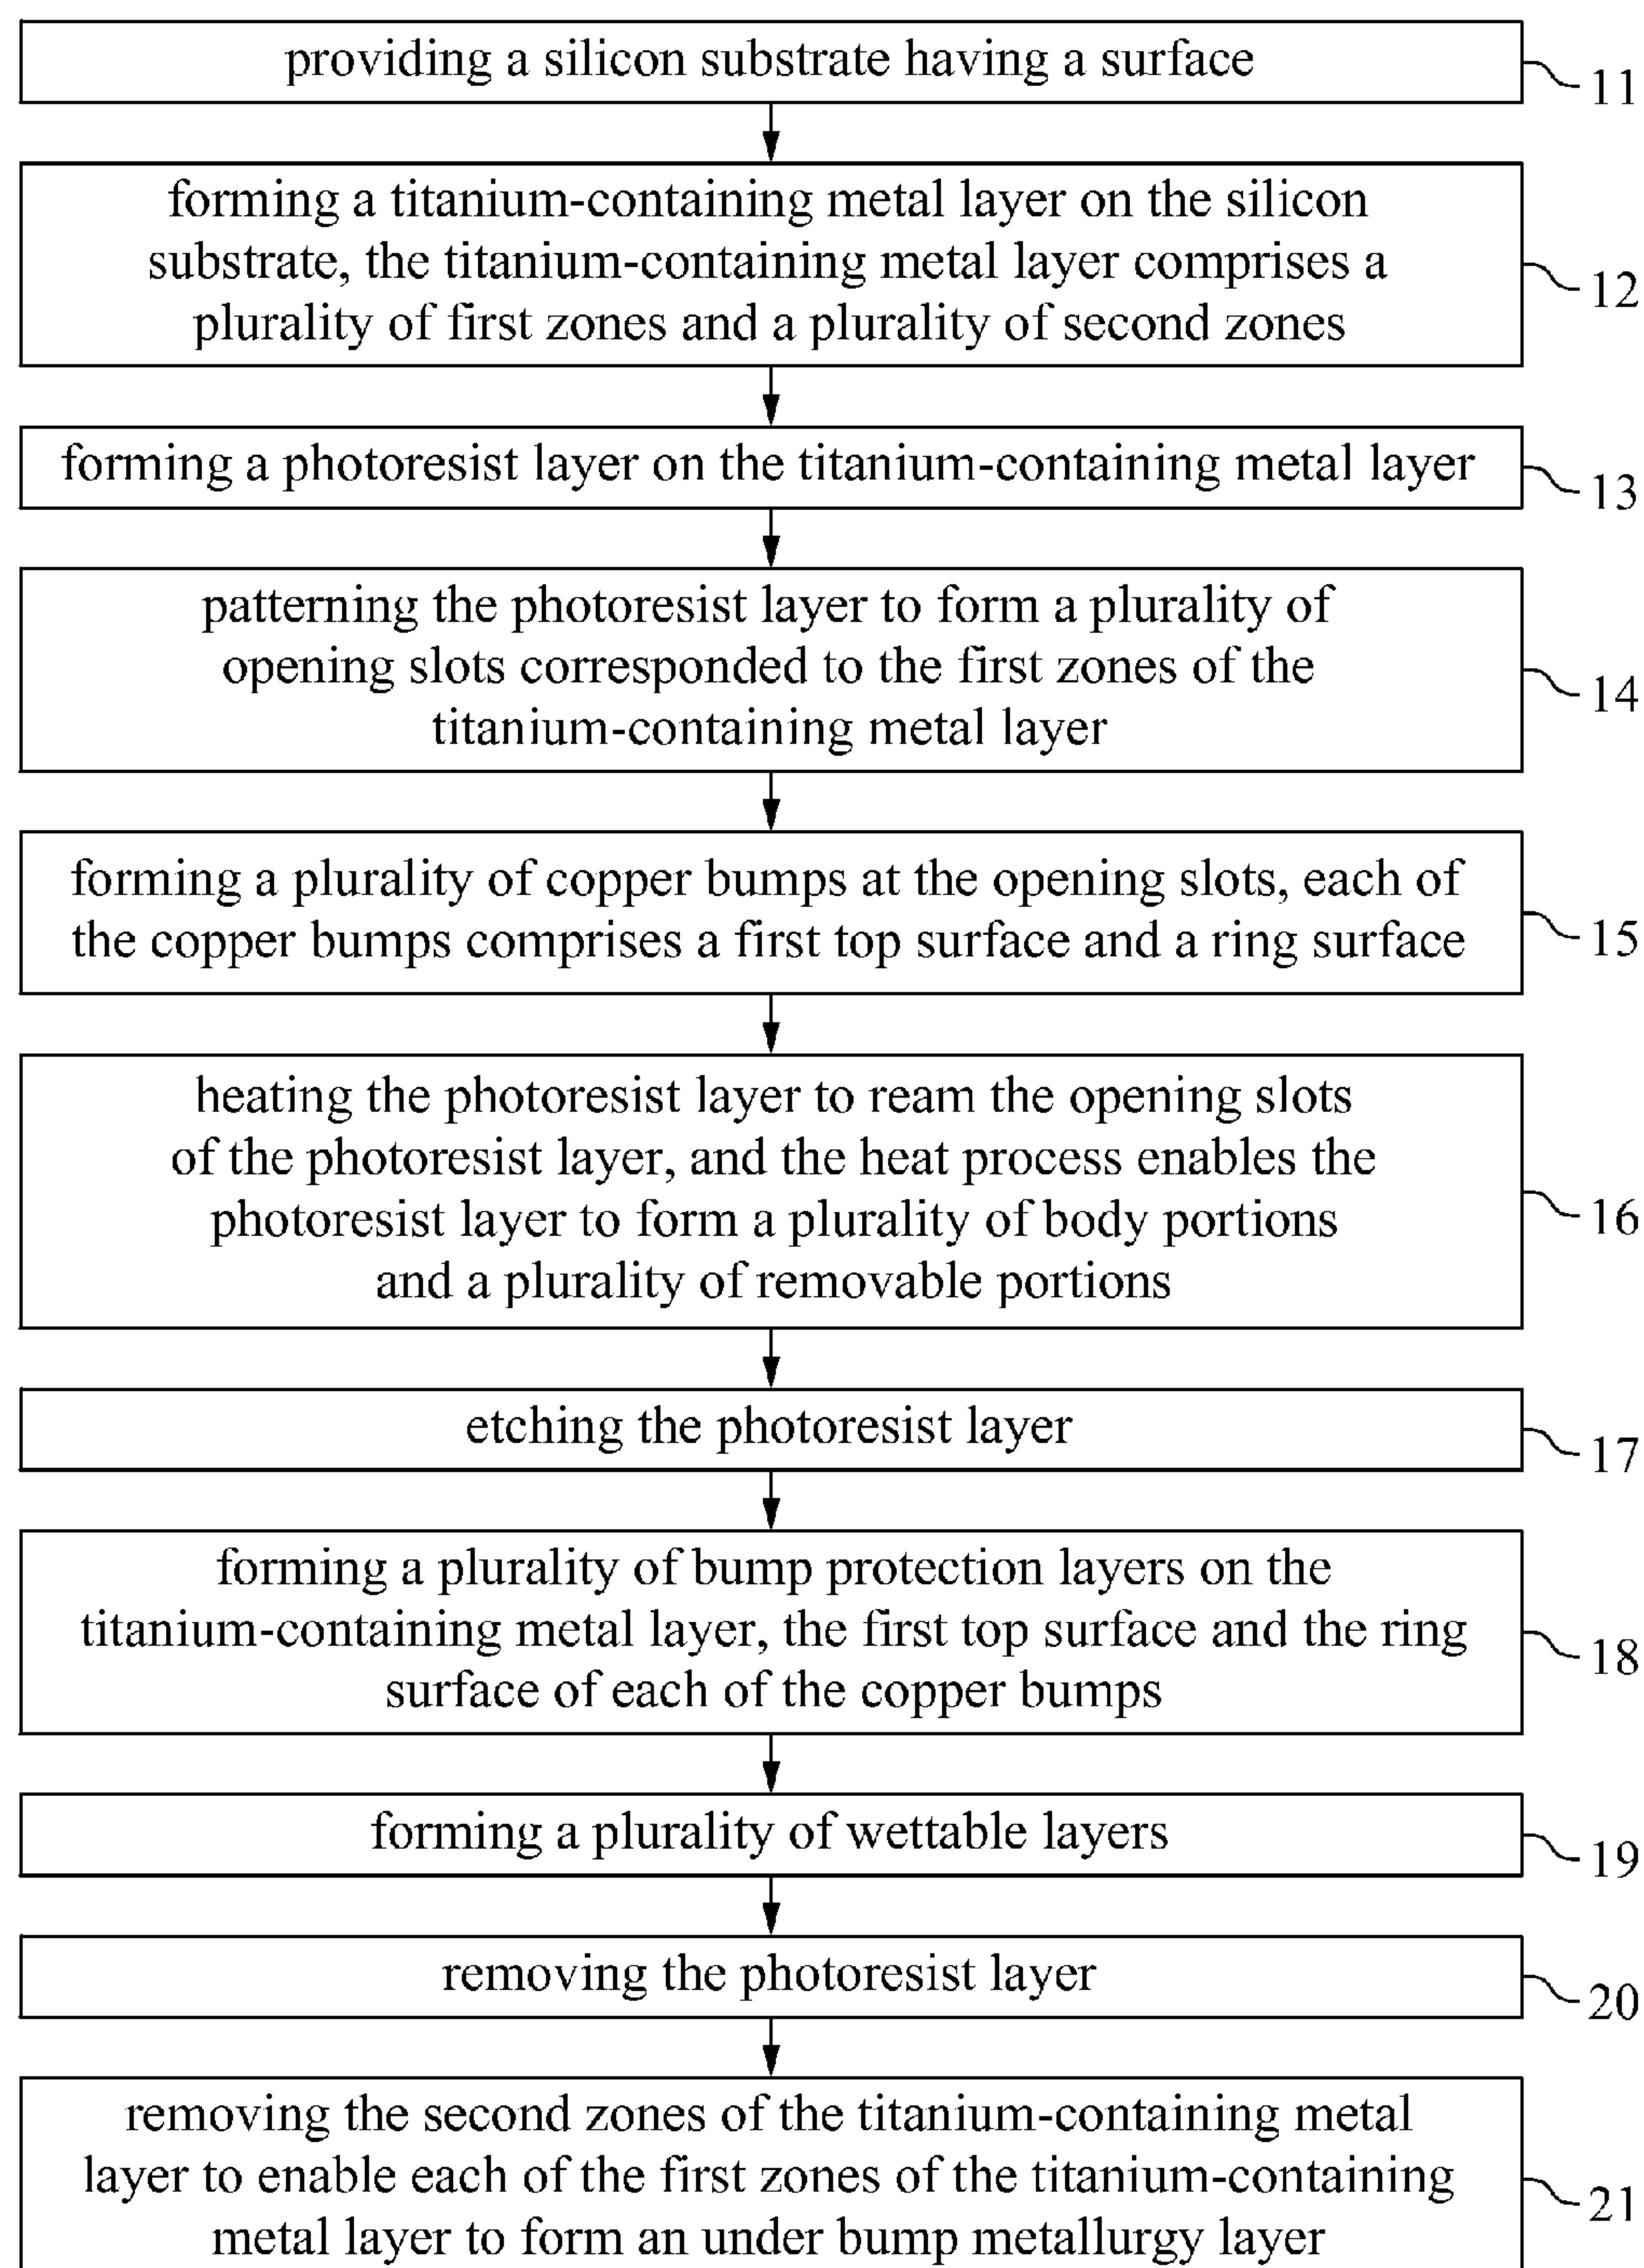 providing a silicon substrate having a surface
11
forming a titanium-containing metal layer on the silicon
substrate, the titanium-containing metal layer comprises a
plurality of first zones and a plurality of second zones
12
forming a photoresist layer on the titanium-containing metal layer
13
patterning the photoresist layer to form a plurality of
opening slots corresponded to the first zones of the
titanium-containing metal layer
14
forming a plurality of copper bumps at the opening slots, each of
the copper bumps comprises a first top surface and a ring surface
15
heating the photoresist layer to ream the opening slots
of the photoresist layer, and the heat process enables the
photoresist layer to form a plurality of body portions
and a plurality of removable portions
16
etching the photoresist layer
17
forming a plurality of bump protection layers on the
titanium-containing metal layer, the first top surface and the ring
surface of each of the copper bumps
18
forming a plurality of wettable layers
19
removing the photoresist layer
20
removing the second zones of the titanium-containing metal
layer to enable each of the first zones of the titanium-containing
metal layer to form an under bump metallurgy layer
21